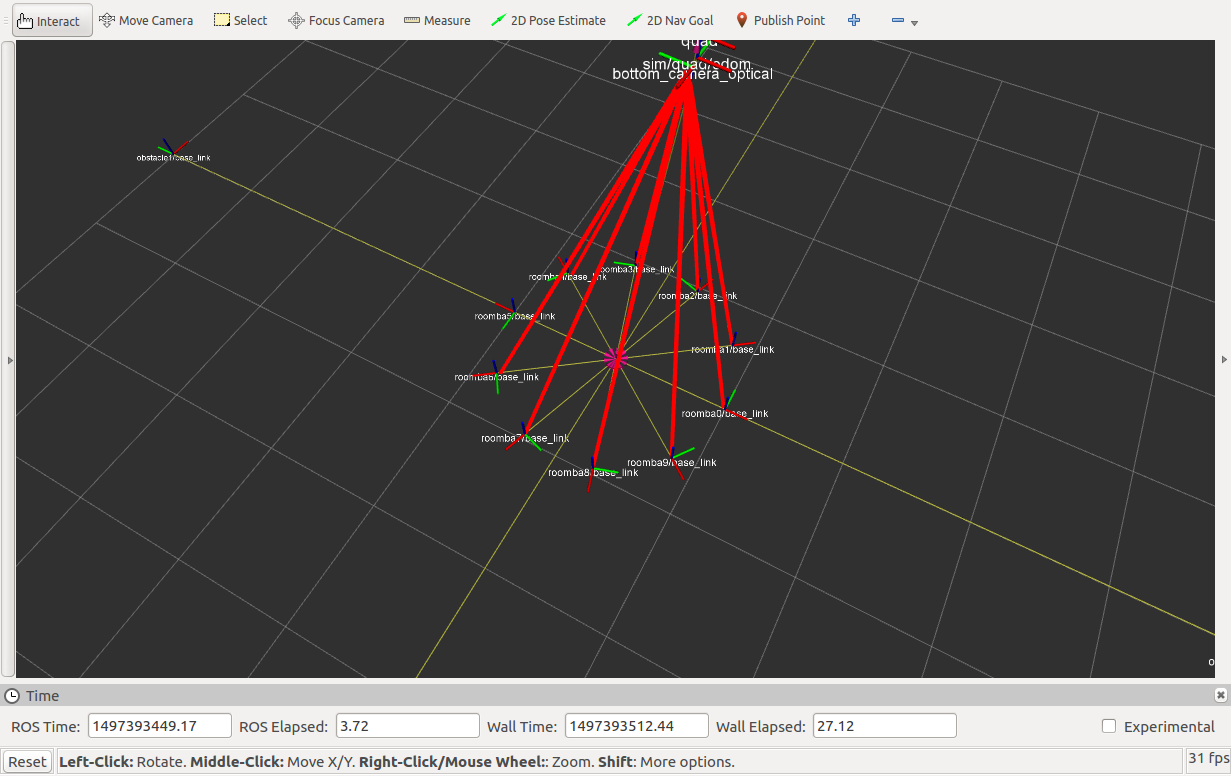 Interact Move Camera Select Focus Camera Measure 2D Pose Estimate 2D Nav Goal Publish Point
quad
sim/quad/odom
bottom_camera_optical
obstacle1/base_link
roomba3/base_link
roomba4/base_link
roomba2/base_link
roomba5/base_link
roomba1/base_link
roomba6/base_link
roomba0/base_link
roomba7/base_link
roomba9/base_link
roomba8/base_link
o
Time
ROS Time: 1497393449.17 ROS Elapsed: 3.72 Wall Time: 1497393512.44 Wall Elapsed: 27.12 Experimental
Reset Left-Click: Rotate. Middle-Click: Move X/Y. Right-Click/Mouse Wheel:: Zoom. Shift: More options. 31 fps